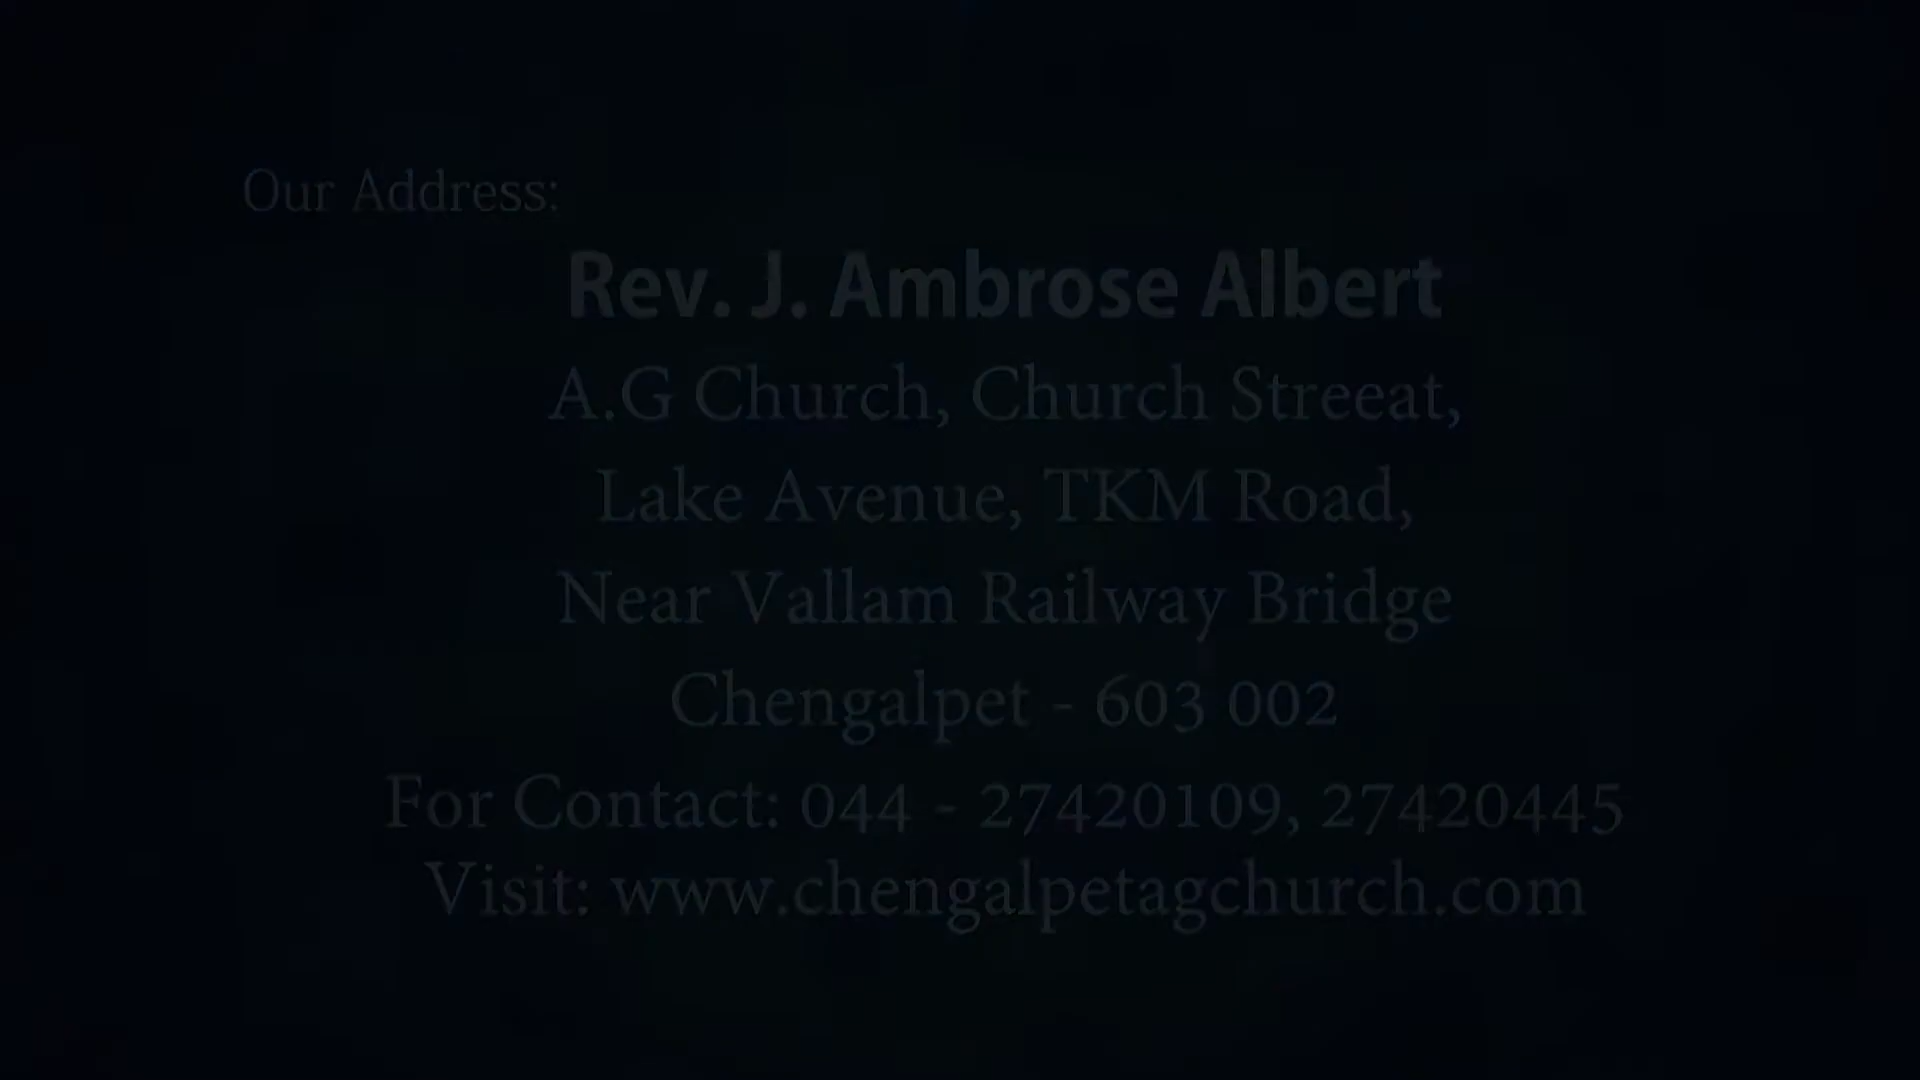 Our Address:
Rev. J. Ambrose Albert
A.G Church, Church Streeat,
Lake Avenue, TKM Road,
Near Vallam Railway Bridge
Chengalpet - 603 002
For Contact: 044 - 27420109, 27420445
Visit: www.chengalpetagchurch.com